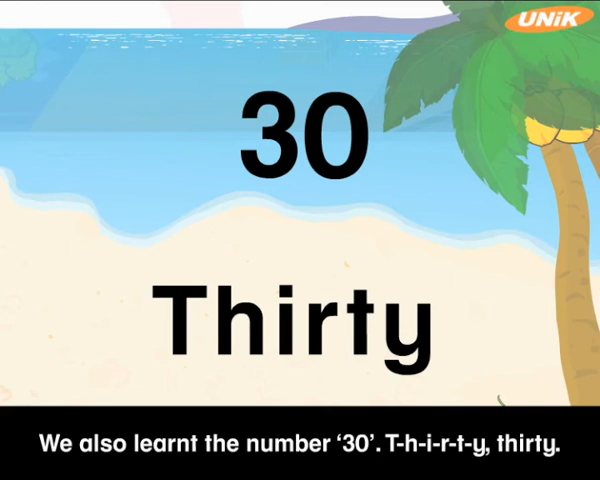 UNiK
30
Thirty
We also learnt the number ‘30’. T-h-i-r-t-y, thirty.